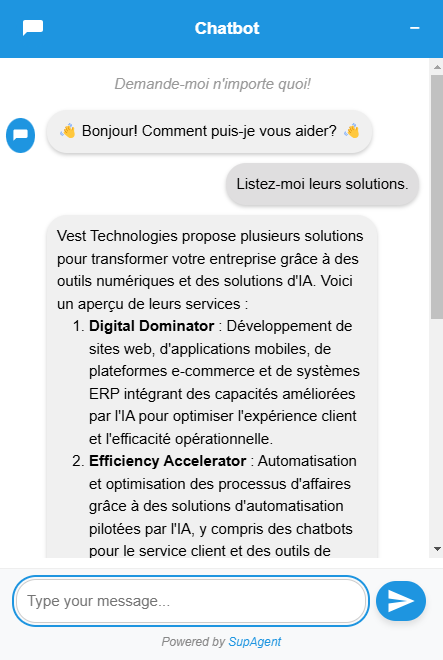 Chatbot
Demande-moi n'importe quoi!
👋 Bonjour! Comment puis-je vous aider? 👋
Listez-moi leurs solutions.
Vest Technologies propose plusieurs solutions
pour transformer votre entreprise grâce à des
outils numériques et des solutions d'IA. Voici
un aperçu de leurs services :
1. Digital Dominator : Développement de
sites web, d'applications mobiles, de
plateformes e-commerce et de systèmes
ERP intégrant des capacités améliorées
par l'IA pour optimiser l'expérience client
et l'efficacité opérationnelle.
2. Efficiency Accelerator : Automatisation
et optimisation des processus d'affaires
grâce à des solutions d'automatisation
pilotées par l'IA, y compris des chatbots
pour le service client et des outils de
Type your message...
Powered by SupAgent